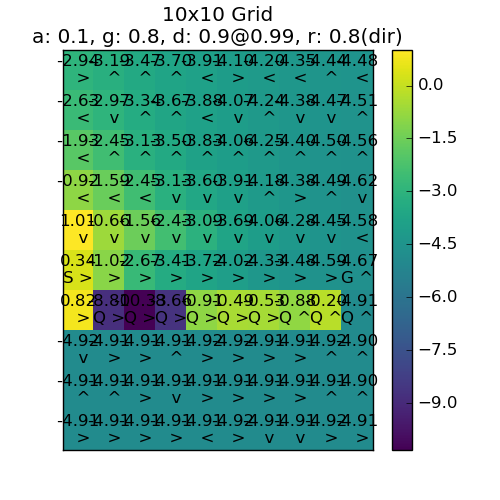 10x10 Grid
a: 0.1, g: 0.8, d: 0.9@0.99, r: 0.8(dir)
-2.94 -3.19 -3.47 -3.70 -3.91 -4.10 -4.20 -4.35 -4.44 -4.48
> ^ ^ ^ < > < < ^ <
-2.63 -2.97 -3.34 -3.67 -3.88 -4.07 -4.24 -4.38 -4.47 -4.51
< v ^ ^ < v ^ v v ^
-1.93 -2.45 -3.13 -3.50 -3.83 -4.06 -4.25 -4.40 -4.50 -4.56
< ^ ^ ^ ^ ^ ^ ^ ^ ^
-0.92 -1.59 -2.45 -3.13 -3.60 -3.91 -4.18 -4.38 -4.49 -4.62
< < < v v v ^ > ^ v
1.01 -0.66 -1.56 -2.43 -3.09 -3.69 -4.06 -4.28 -4.45 -4.58
v v v v v v v v v <
0.34 -1.02 -2.67 -3.41 -3.72 -4.02 -4.33 -4.48 -4.59 -4.67
S > > > > > > > > > G ^
0.82 -8.80 -10.38 -8.66 -0.91 -0.49 -0.53 -0.88 -0.20 -4.91
> Q > Q > Q > Q > Q > Q > Q ^ Q ^ Q ^
-4.92 -4.91 -4.91 -4.91 -4.91 -4.91 -4.91 -4.91 -4.92 -4.90
v > > ^ > > > > ^ ^
-4.91 -4.91 -4.91 -4.91 -4.91 -4.91 -4.91 -4.91 -4.91 -4.90
^ ^ > v > > > > ^ ^
-4.91 -4.91 -4.91 -4.91 -4.91 -4.92 -4.91 -4.91 -4.92 -4.91
> > > > < > v v > >
0.0
−1.5
−3.0
−4.5
−6.0
−7.5
−9.0